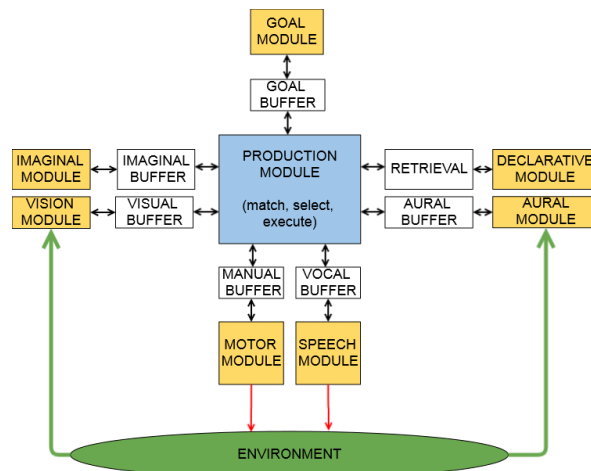 GOAL
MODULE
GOAL
BUFFER
IMAGINAL
MODULE
IMAGINAL
BUFFER
PRODUCTION
MODULE
(match, select,
execute)
RETRIEVAL
DECLARATIVE
MODULE
VISION
MODULE
VISUAL BUFFER
AURAL
BUFFER
AURAL MODULE
MANUAL
BUFFER
VOCAL
BUFFER
MOTOR
MODULE
SPEECH
MODULE
ENVIRONMENT